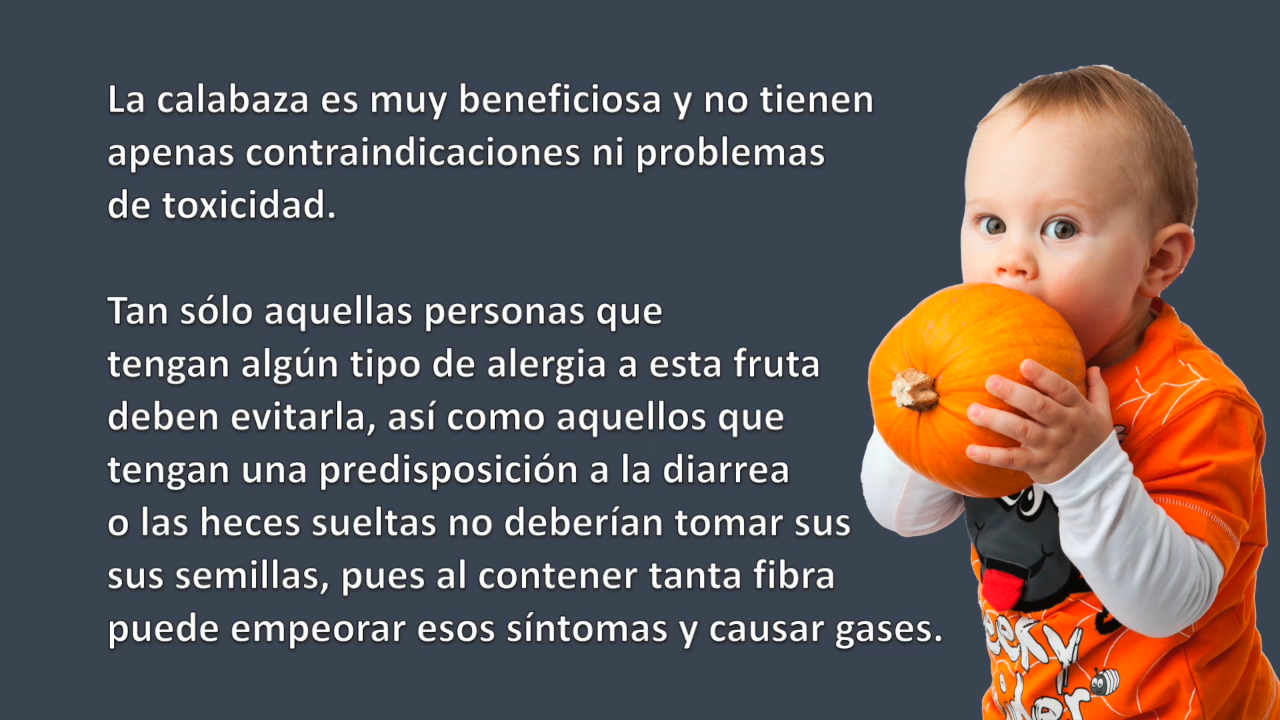 La calabaza es muy beneficiosa y no tienen
apenas contraindicaciones ni problemas
de toxicidad.
Tan sólo aquellas personas que
tengan algún tipo de alergia a esta fruta
deben evitarla, así como aquellos que
tengan una predisposición a la diarrea
o las heces sueltas no deberían tomar sus
sus semillas, pues al contener tanta fibra
puede empeorar esos síntomas y causar gases.